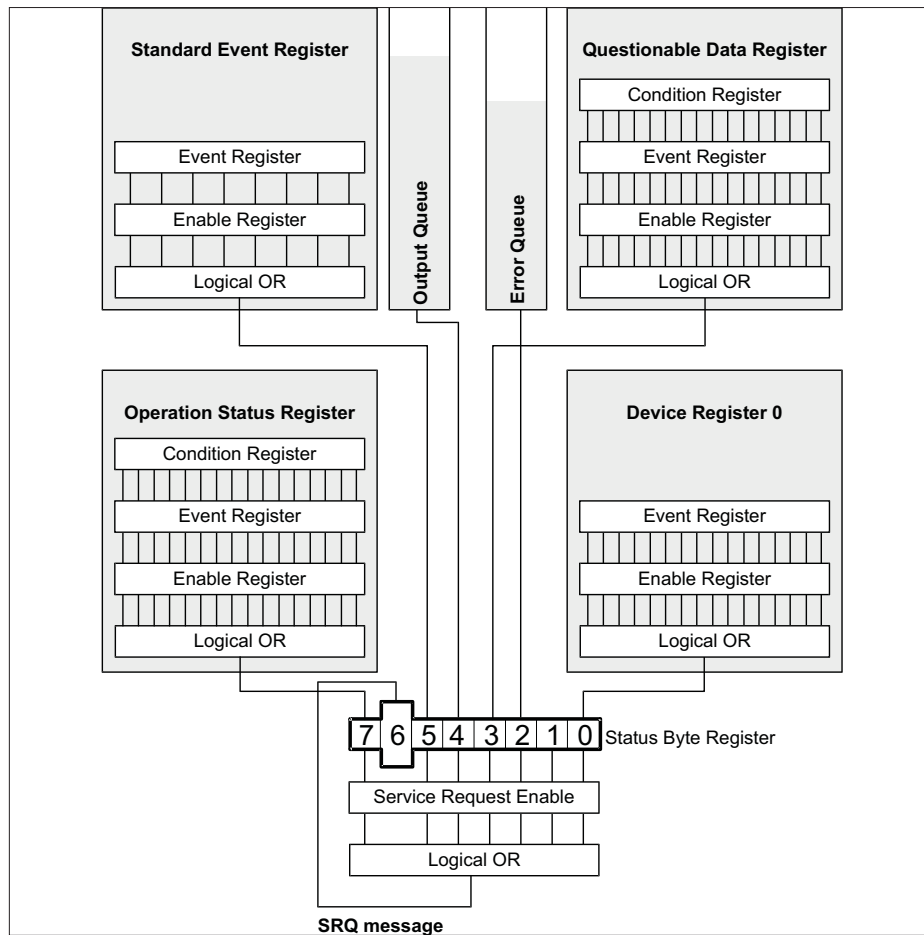 Standard Event Register
Event Register
Enable Register
Logical OR
Output Queue
Error Queue
Questionable Data Register
Condition Register
Event Register
Enable Register
Logical OR
Operation Status Register
Condition Register
Event Register
Enable Register
Logical OR
Device Register 0
Event Register
Enable Register
Logical OR
7 6 5 4 3 2 1 0 Status Byte Register
Service Request Enable
Logical OR
SRQ message